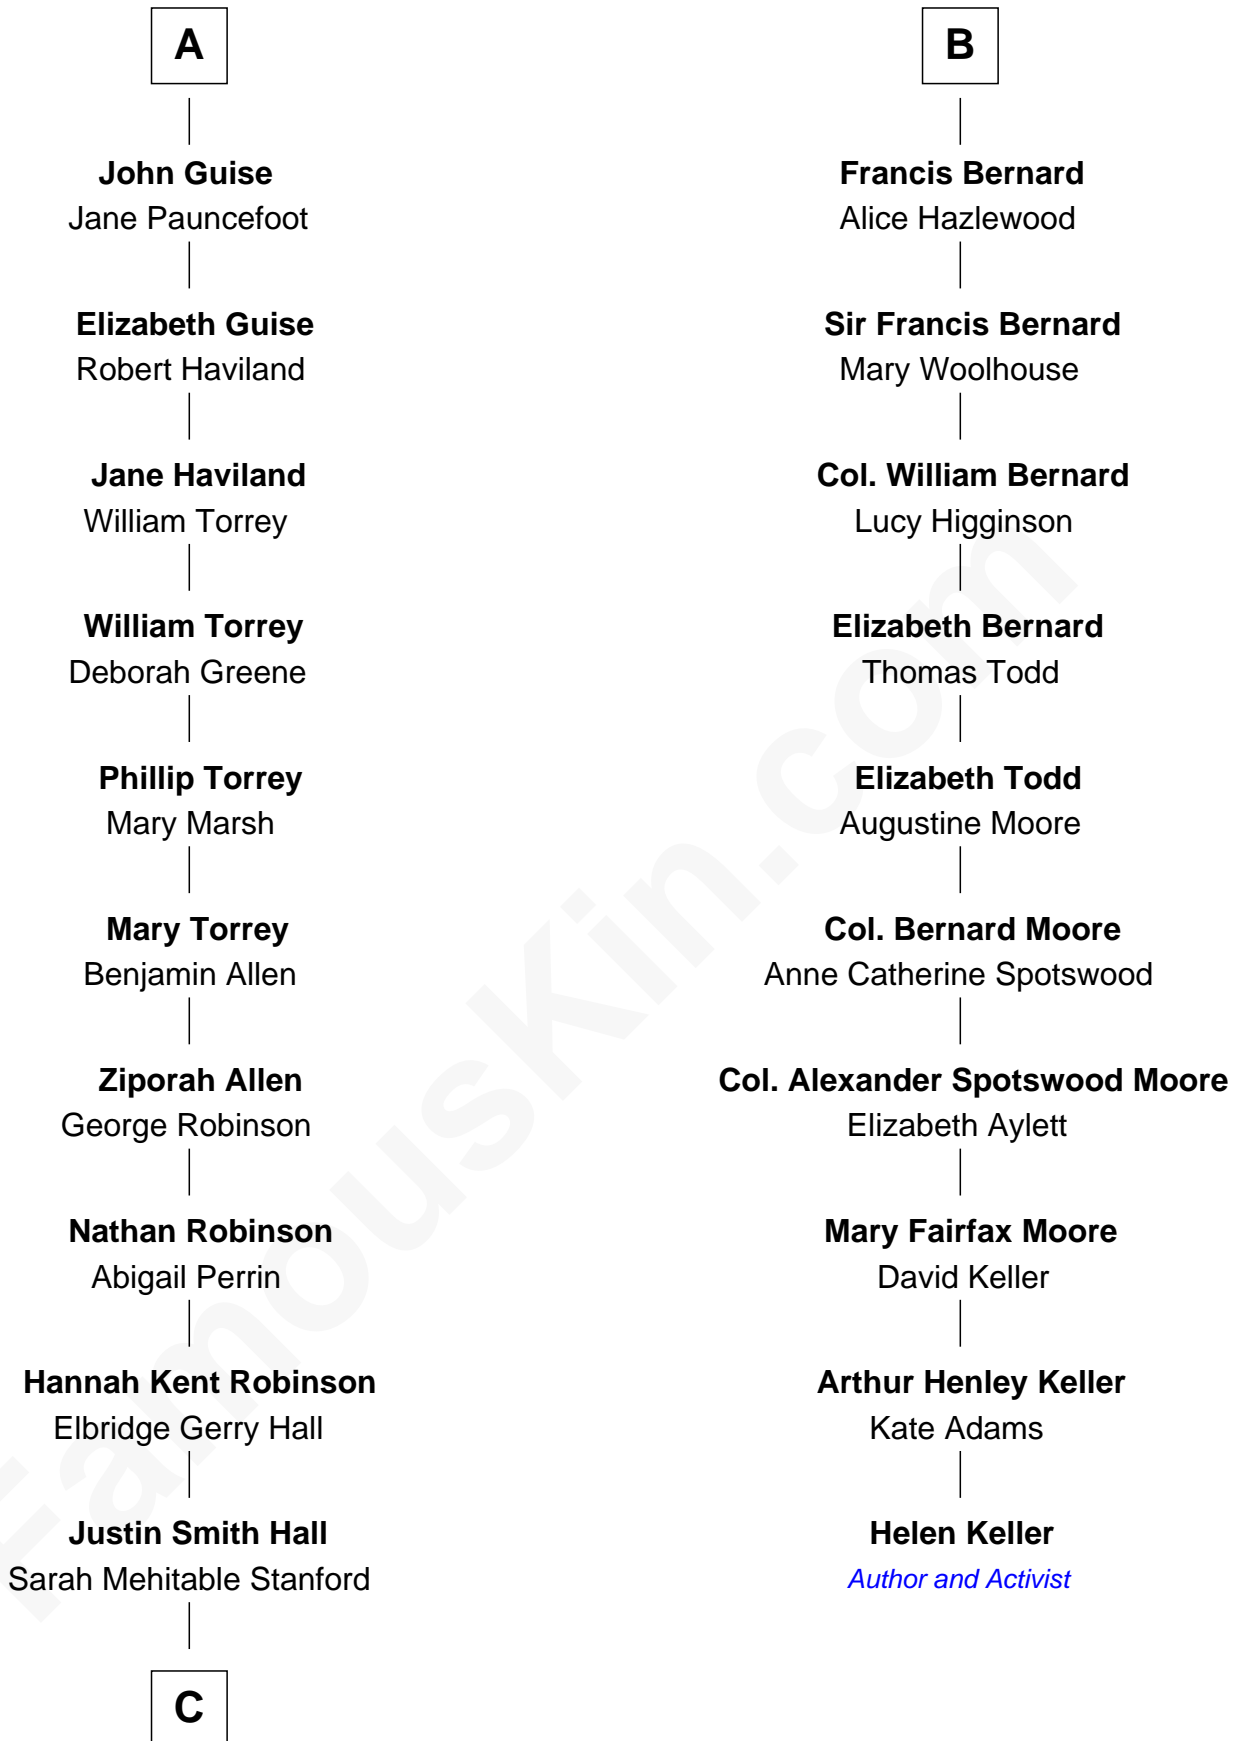 A
John Guise
Jane Pauncefoot
Elizabeth Guise
Robert Haviland
Jane Haviland
William Torrey
William Torrey
Deborah Greene
Phillip Torrey
Mary Marsh
Mary Torrey
Benjamin Allen
Ziporah Allen
George Robinson
Nathan Robinson
Abigail Perrin
Hannah Kent Robinson
Elbridge Gerry Hall
Justin Smith Hall
Sarah Mehitable Stanford
C
B
Francis Bernard
Alice Hazlewood
Sir Francis Bernard
Mary Woolhouse
Col. William Bernard
Lucy Higginson
Elizabeth Bernard
Thomas Todd
Elizabeth Todd
Augustine Moore
Col. Bernard Moore
Anne Catherine Spotswood
Col. Alexander Spotswood Moore
Elizabeth Aylett
Mary Fairfax Moore
David Keller
Arthur Henley Keller
Kate Adams
Helen Keller
Author and Activist
FamousKin.com